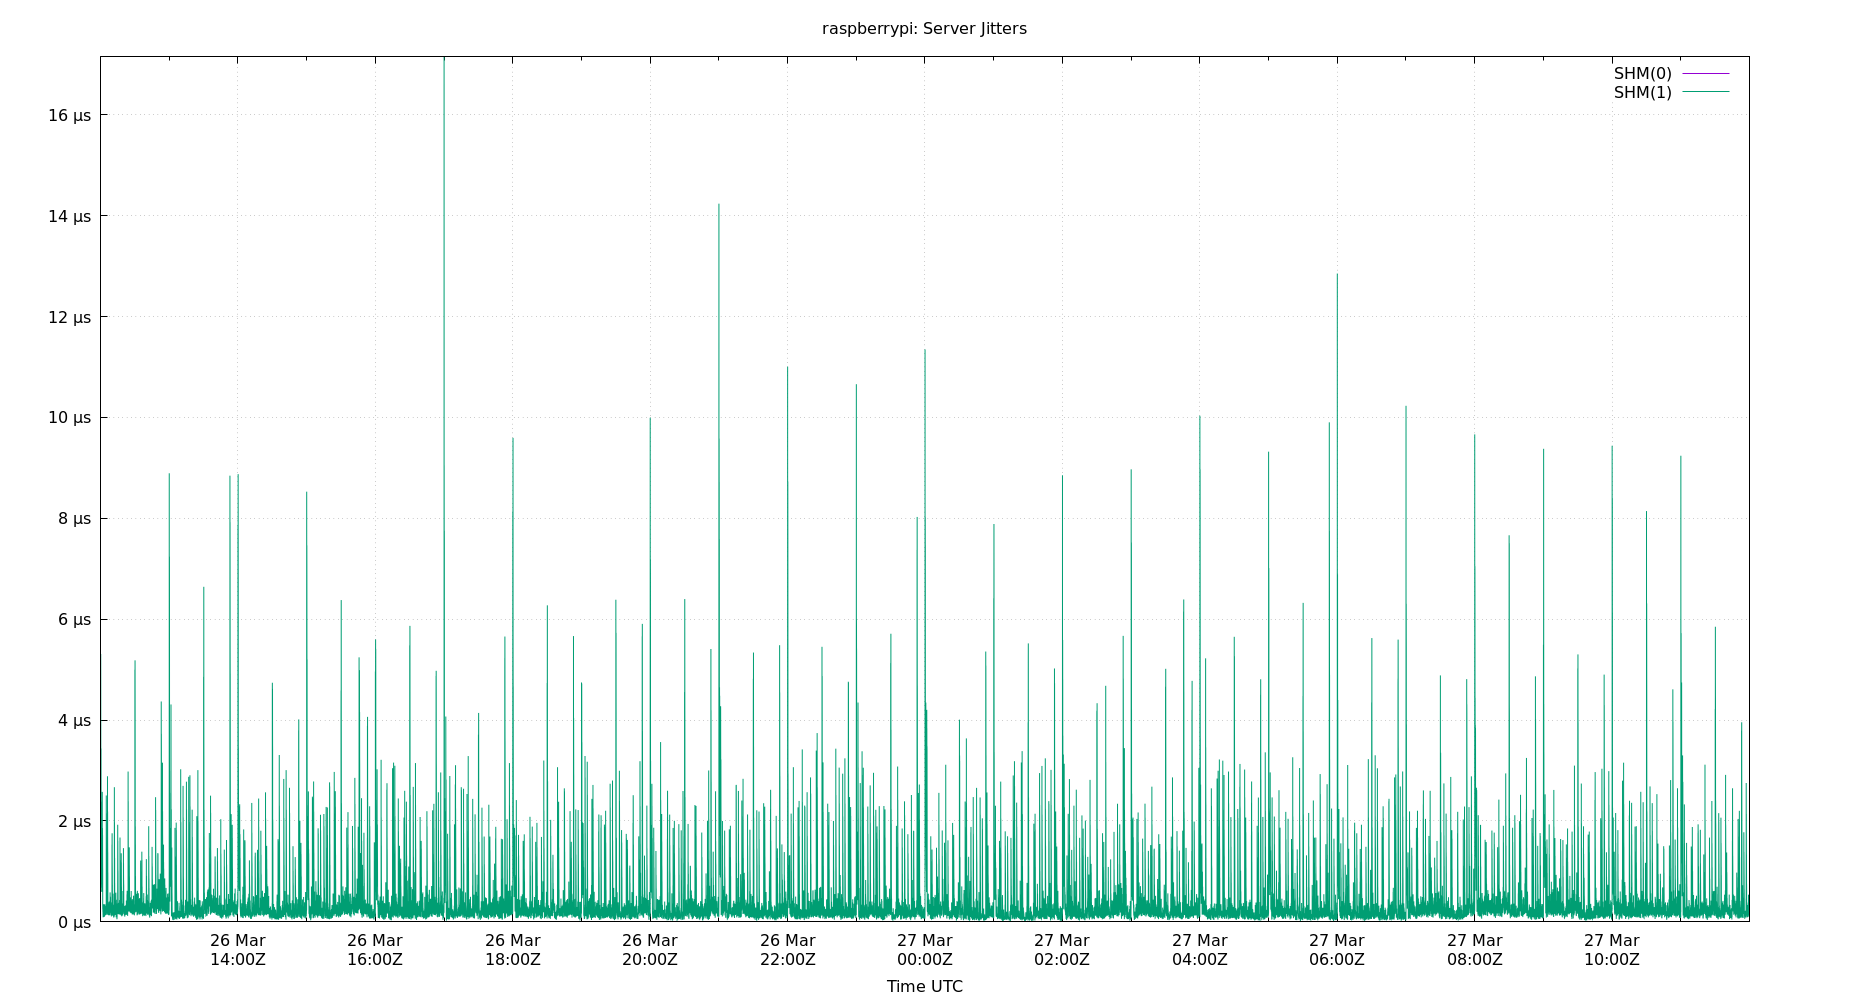 raspberrypi: Server Jitters
SHM(0)
SHM(1)
16 µs
14 µs
12 µs
10 µs
8 µs
6 µs
4 µs
2 µs
0 µs
26 Mar 26 Mar 26 Mar 26 Mar 26 Mar 27 Mar 27 Mar 27 Mar 27 Mar 27 Mar 27 Mar
14:00Z 16:00Z 18:00Z 20:00Z 22:00Z 00:00Z 02:00Z 04:00Z 06:00Z 08:00Z 10:00Z
Time UTC